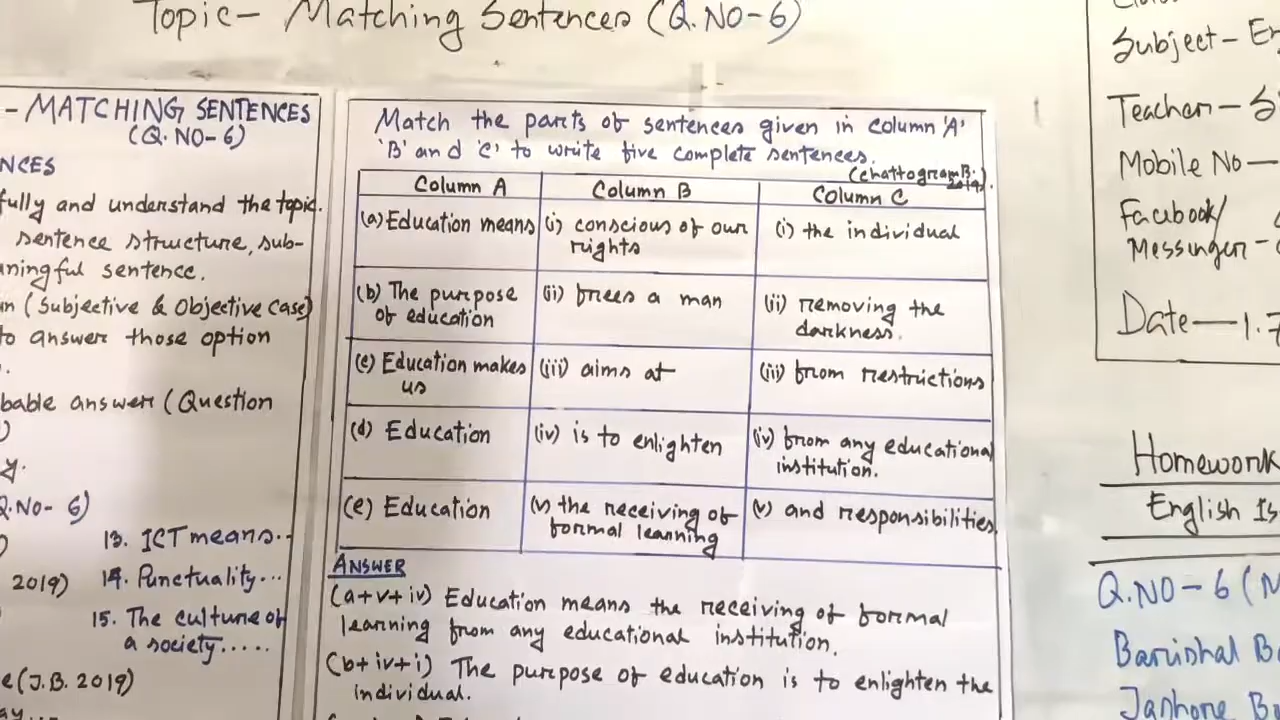 Topic- Matching Sentences (Q.NO-6)
- MATCHING SENTENCES
(Q.NO-6)
NCES
fully and understand the topic.
sentence structure, sub-
ningful sentence.
(Subjective & Objective Case)
to answer those option
bable answer (Question
Q.NO- 6)
13. ICT means...
2019) 14. Punctuality...
15. The culture of
a society.....
(J.B. 2019)
Match the parts of sentences given in column 'A'
'B' and 'C' to write five complete sentences.
(Chattogram B. 2019).
Column A Column B Column C
(a) Education means (i) conscious of our rights (i) the individual
(b) The purpose of education (ii) frees a man (ii) removing the darkness.
(c) Education makes us (iii) aims at (iii) from restrictions
(d) Education (iv) is to enlighten (iv) from any educational institution.
(e) Education (v) the receiving of formal learning (v) and responsibilities.
ANSWER
(a+v+iv) Education means the receiving of formal
learning from any educational institution.
(b+iv+i) The purpose of education is to enlighten the
individual.
Subject- En
Teacher-
Mobile No-
Facebook/
Messenger-
Date-1.7
Homework
English Is
Q.NO-6 (M
Barishal B
Jashore B